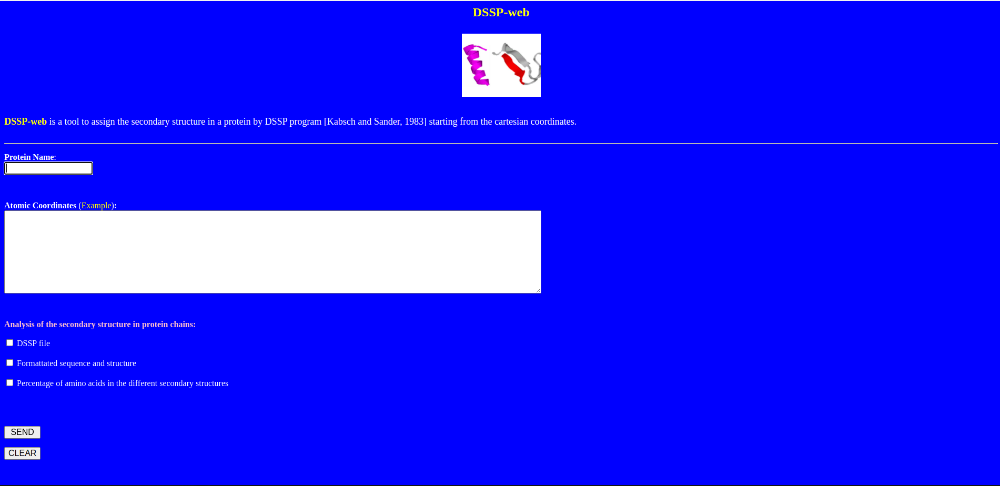 DSSP-web
DSSP-web is a tool to assign the secondary structure in a protein by DSSP program [Kabsch and Sander, 1983] starting from the cartesian coordinates.
Protein Name:
Atomic Coordinates (Example):
Analysis of the secondary structure in protein chains:
DSSP file
Formattated sequence and structure
Percentage of amino acids in the different secondary structures
SEND
CLEAR